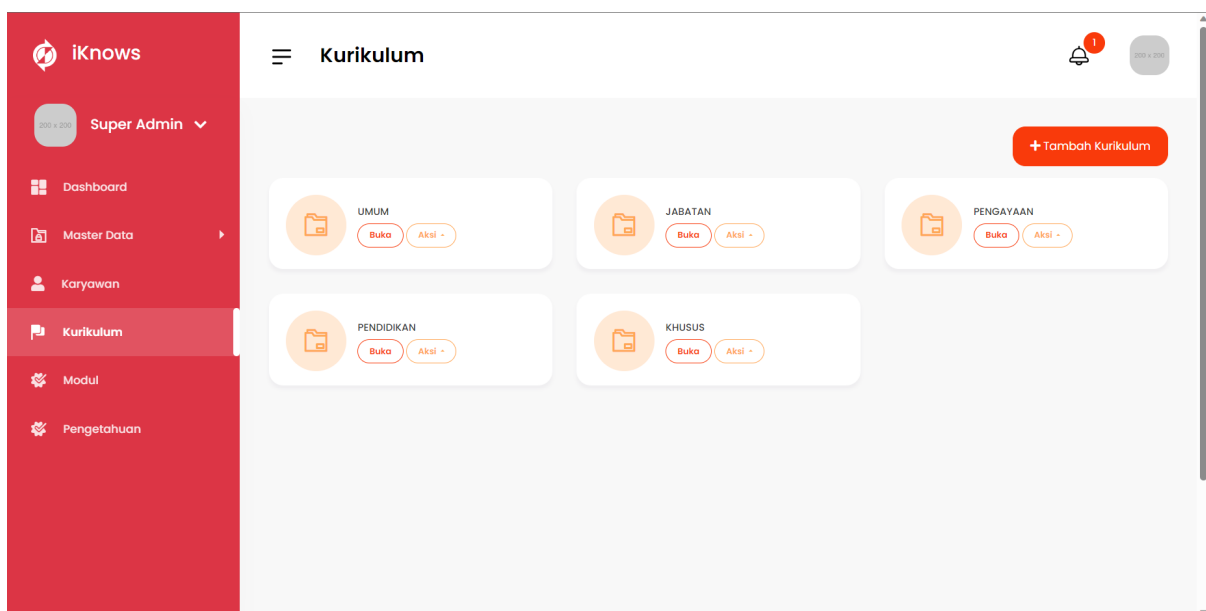 iKnows
Kurikulum
1
200 x 200
200 x 200
Super Admin
+ Tambah Kurikulum
Dashboard
Master Data
Karyawan
Kurikulum
Modul
Pengetahuan
UMUM
Buka Aksi
JABATAN
Buka Aksi
PENGAYAAN
Buka Aksi
PENDIDIKAN
Buka Aksi
KHUSUS
Buka Aksi